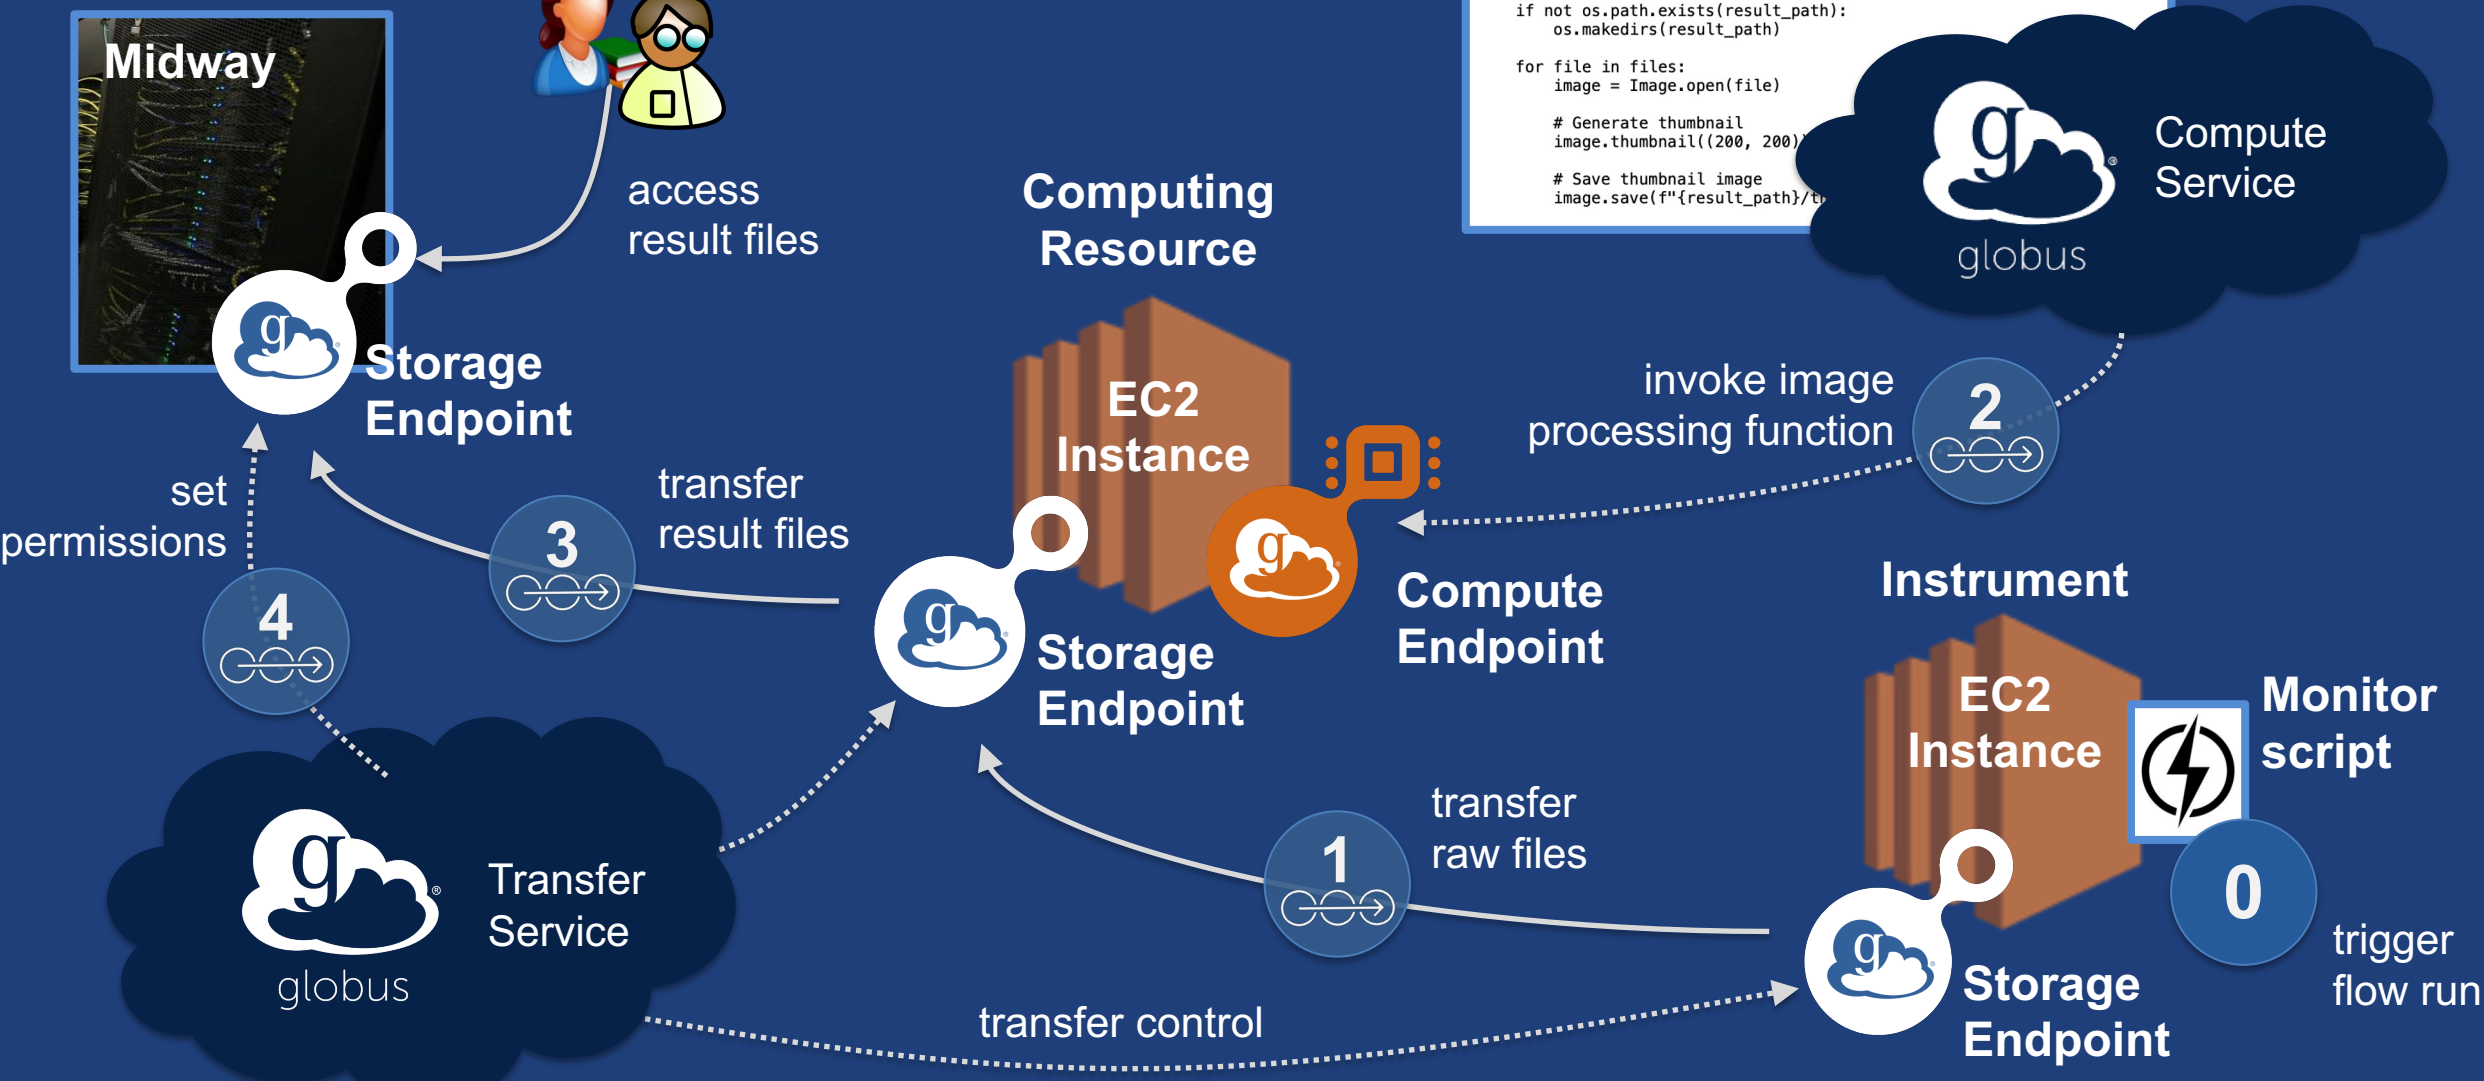 Midway
if not os.path.exists(result_path):
os.makedirs(result_path)
for file in files:
image = Image.open(file)
# Generate thumbnail
image.thumbnail((200, 200)
# Save thumbnail image
image.save(f"{result_path}/
g
globus
Compute
Service
access
result files
Computing
Resource
g
Storage
Endpoint
EC2
Instance
invoke image
processing function
2
set
permissions
transfer
result files
3
4
g
Storage
Endpoint
g
Compute
Endpoint
Instrument
EC2
Instance
Monitor
script
transfer
raw files
1
0
trigger
flow run
g
globus
Transfer
Service
transfer control
g
Storage
Endpoint